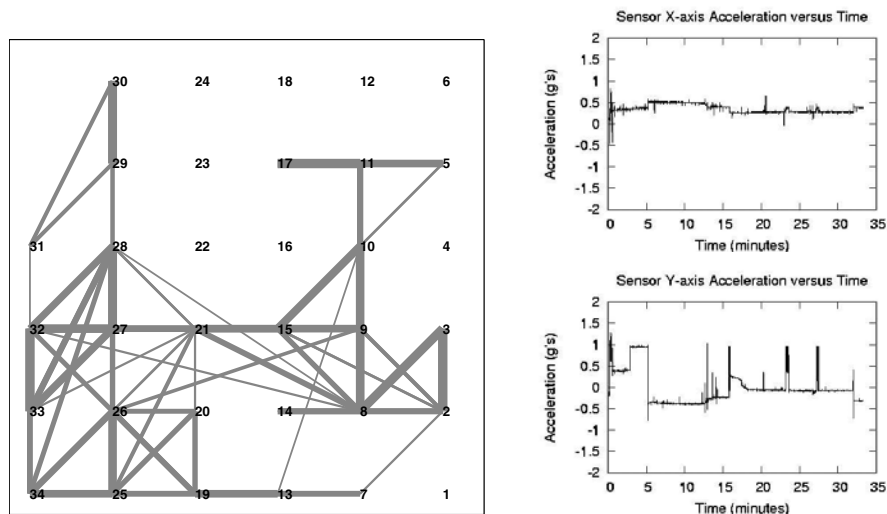 30 24 18 12 6
29 23 17 11 5
31 28 22 16 10 4
32 27 21 15 9 3
33 26 20 14 8 2
34 25 19 13 7 1
Sensor X-axis Acceleration versus Time
Acceleration (g's)
2
1.5
1
0.5
0
-0.5
-1
-1.5
-2
0 5 10 15 20 25 30 35
Time (minutes)
Sensor Y-axis Acceleration versus Time
Acceleration (g's)
2
1.5
1
0.5
0
-0.5
-1
-1.5
-2
0 5 10 15 20 25 30 35
Time (minutes)